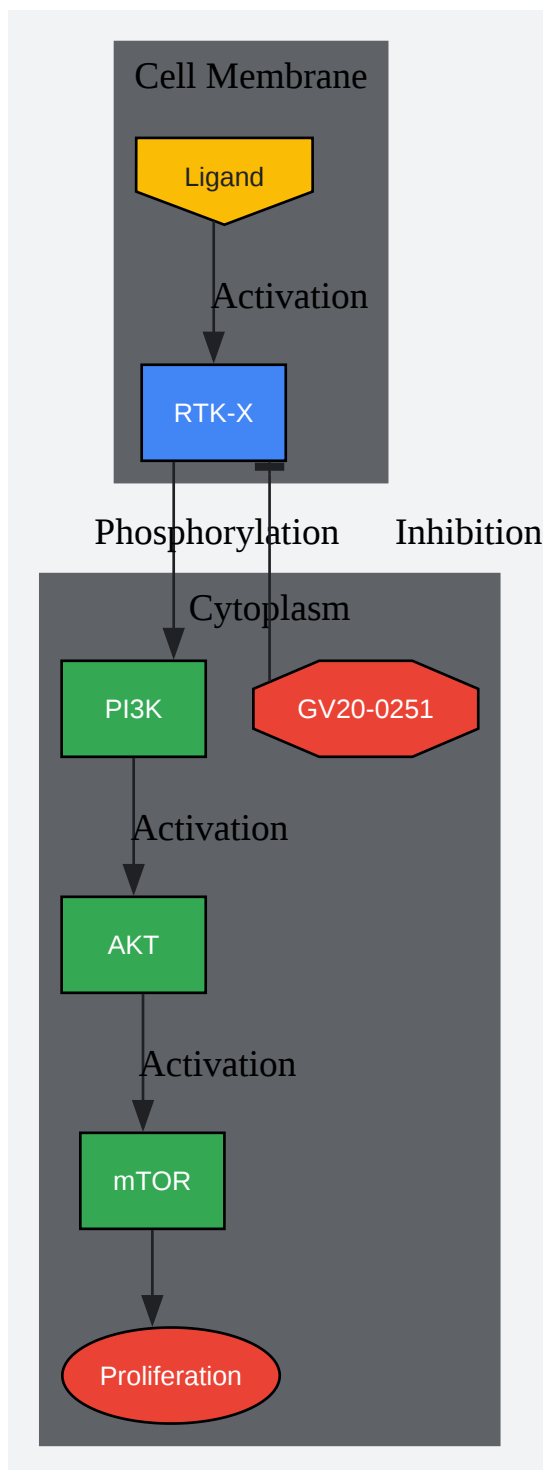 Cell Membrane
Ligand
Activation
RTK-X
Phosphorylation
Inhibition
Cytoplasm
PI3K
GV20-0251
Activation
AKT
Activation
mTOR
Proliferation